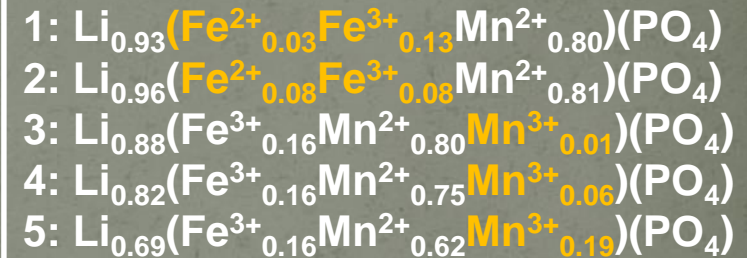 1: Li₀.₉₃(Fe²⁺₀.₀₃Fe³⁺₀.₁₃Mn²⁺₀.₈₀)(PO₄)
2: Li₀.₉₆(Fe²⁺₀.₀₈Fe³⁺₀.₀₈Mn²⁺₀.₈₁)(PO₄)
3: Li₀.₈₈(Fe³⁺₀.₁₆Mn²⁺₀.₈₀Mn³⁺₀.₀₁)(PO₄)
4: Li₀.₈₂(Fe³⁺₀.₁₆Mn²⁺₀.₇₅Mn³⁺₀.₀₆)(PO₄)
5: Li₀.₆₉(Fe³⁺₀.₁₆Mn²⁺₀.₆₂Mn³⁺₀.₁₉)(PO₄)